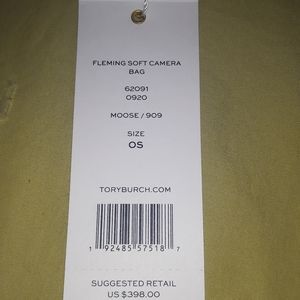 FLEMING SOFT CAMERA
BAG
62091
0920
MOOSE / 909
SIZE
OS
TORYBURCH.COM
1 92485 57518 7
SUGGESTED RETAIL
US $398.00